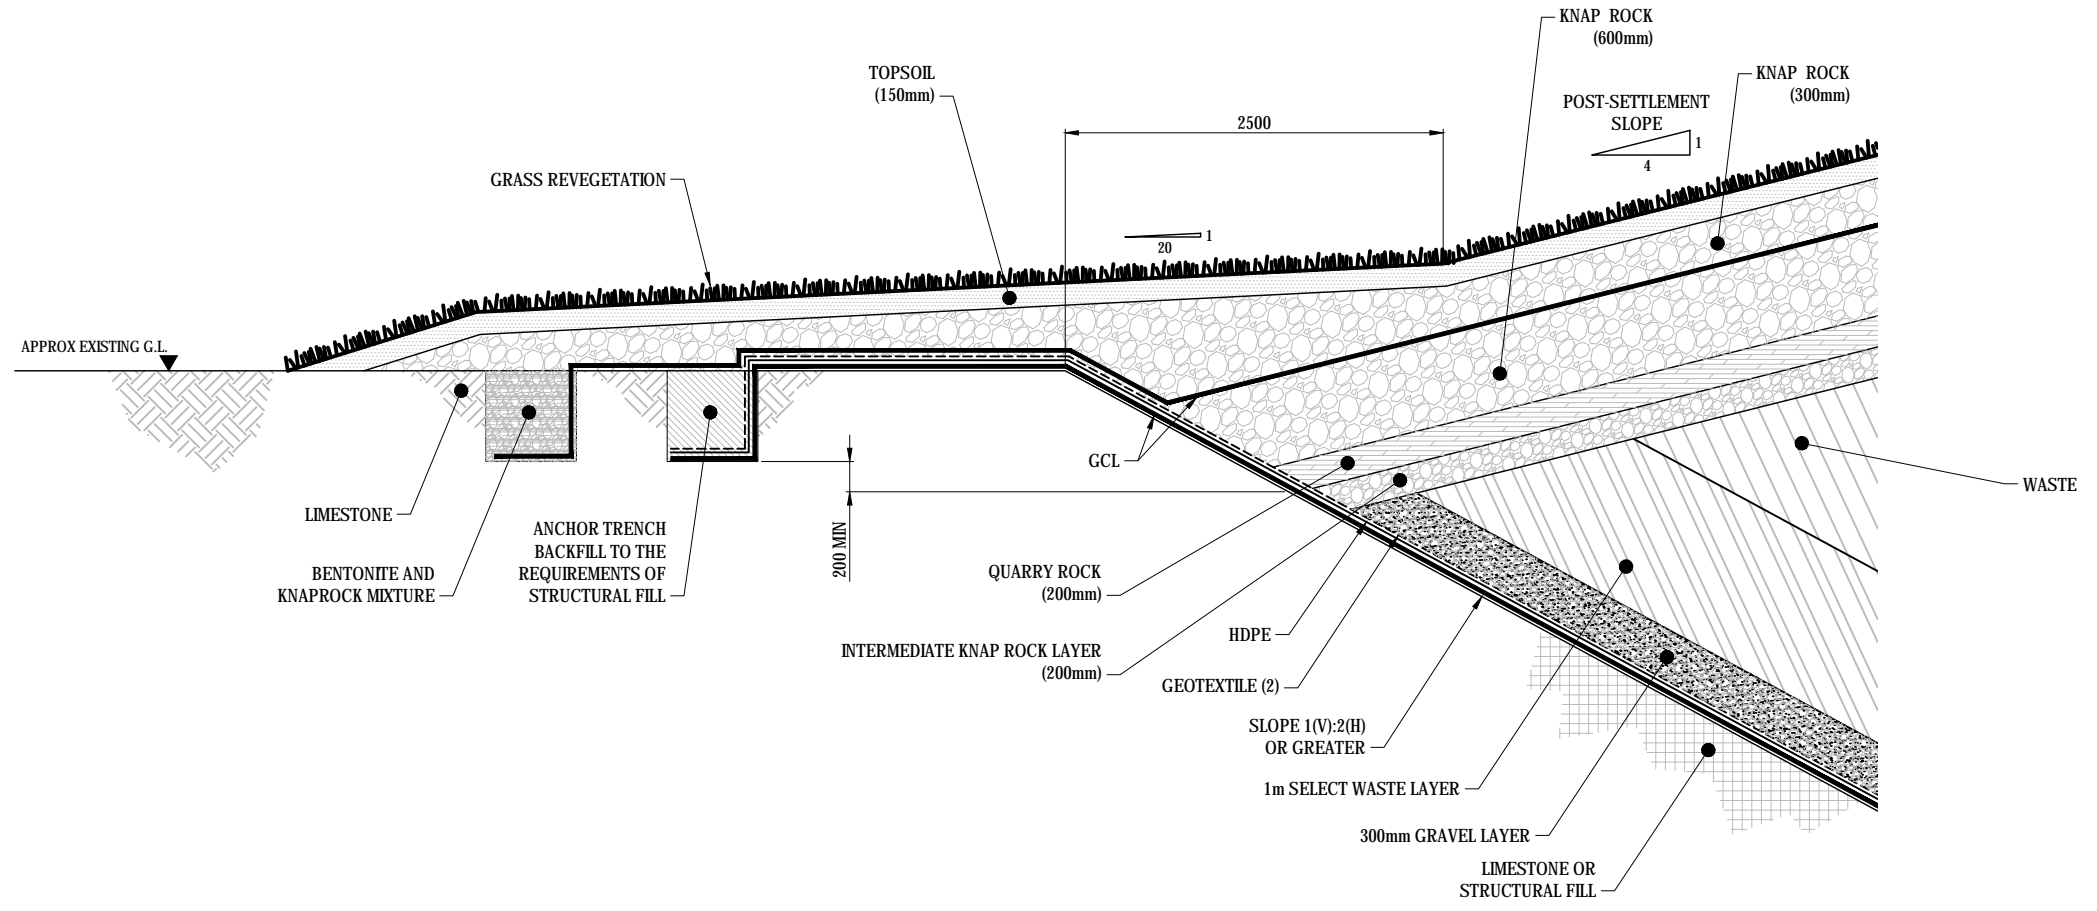 KNAP ROCK
(600mm)
TOPSOIL
(150mm)
KNAP ROCK
(300mm)
POST-SETTLEMENT
SLOPE
1
4
2500
GRASS REVEGETATION
1
20
APPROX EXISTING G.L.
GCL
WASTE
LIMESTONE
ANCHOR TRENCH
BACKFILL TO THE
REQUIREMENTS OF
STRUCTURAL FILL
200 MIN
BENTONITE AND
KNAPROCK MIXTURE
QUARRY ROCK
(200mm)
HDPE
INTERMEDIATE KNAP ROCK LAYER
(200mm)
GEOTEXTILE (2)
SLOPE 1(V):2(H)
OR GREATER
1m SELECT WASTE LAYER
300mm GRAVEL LAYER
LIMESTONE OR
STRUCTURAL FILL